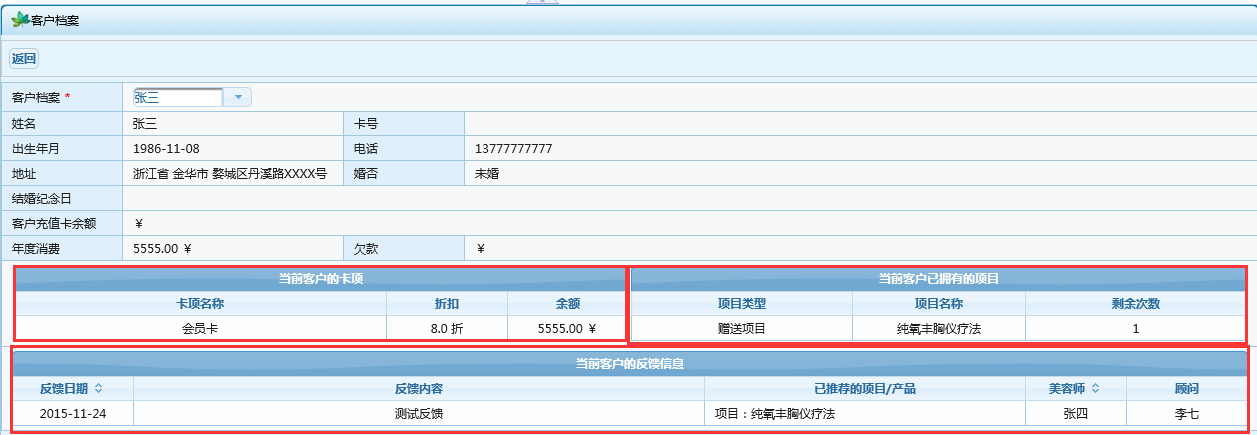 客户档案
返回
客户档案 * 张三
姓名 张三 卡号
出生年月 1986-11-08 电话 13777777777
地址 浙江省 金华市 婺城区丹溪路XXXX号 婚否 未婚
结婚纪念日
客户充值卡余额 ¥
年度消费 5555.00 ¥ 欠款 ¥
当前客户的卡项
卡项名称 折扣 余额
会员卡 8.0 折 5555.00 ¥
当前客户已拥有的项目
项目类型 项目名称 剩余次数
赠送项目 纯氧丰胸仪疗法 1
当前客户的反馈信息
反馈日期 反馈内容 已推荐的项目/产品 美容师 顾问
2015-11-24 测试反馈 项目：纯氧丰胸仪疗法 张四 李七